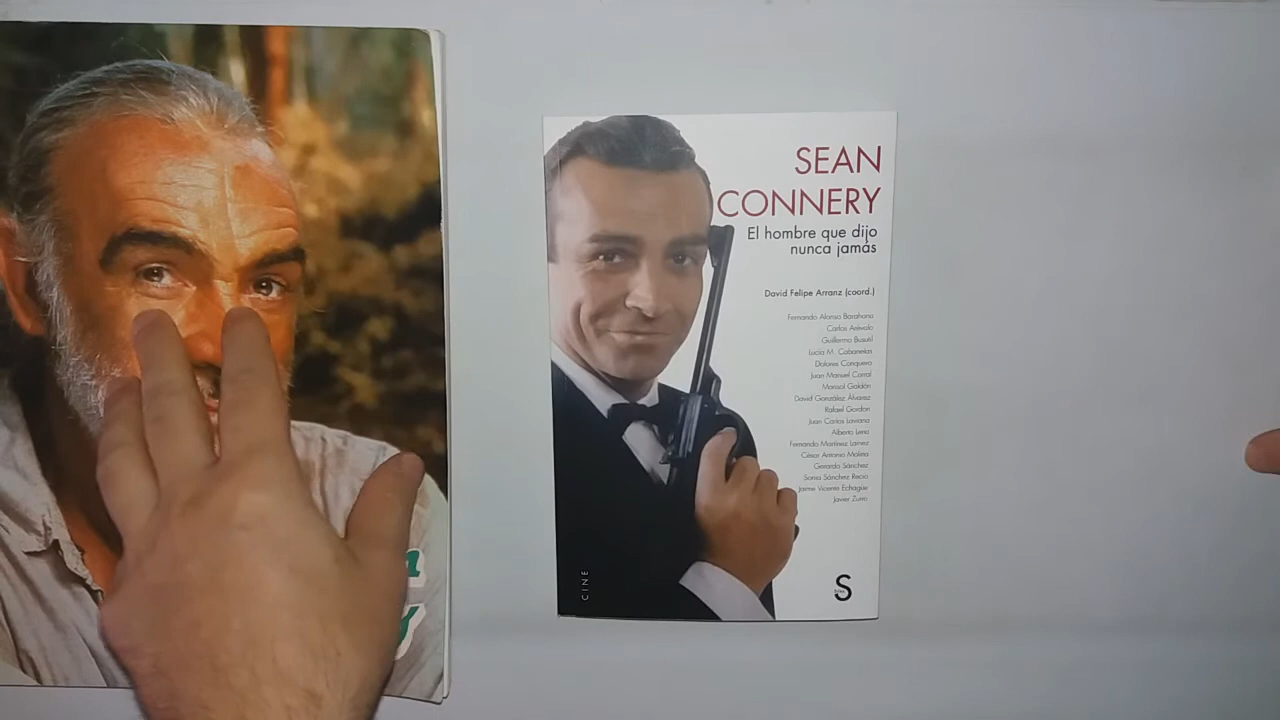 SEAN
CONNERY
El hombre que dijo
nunca jamás
David Felipe Arranz (coord.)
Fernando Alonso Barahona
Carlos Arévalo
Guillermo Busutil
Lucía M. Cabanelas
Dolores Conquero
Juan Manuel Corral
Marisol Galdón
David González Álvarez
Rafael Gordon
Juan Carlos Laviana
Alberto Lena
Fernando Martínez Laínez
César Antonio Molina
Gerardo Sánchez
Sonia Sánchez Recio
Jaime Vicente Echagüe
Javier Zurro
CINE
S